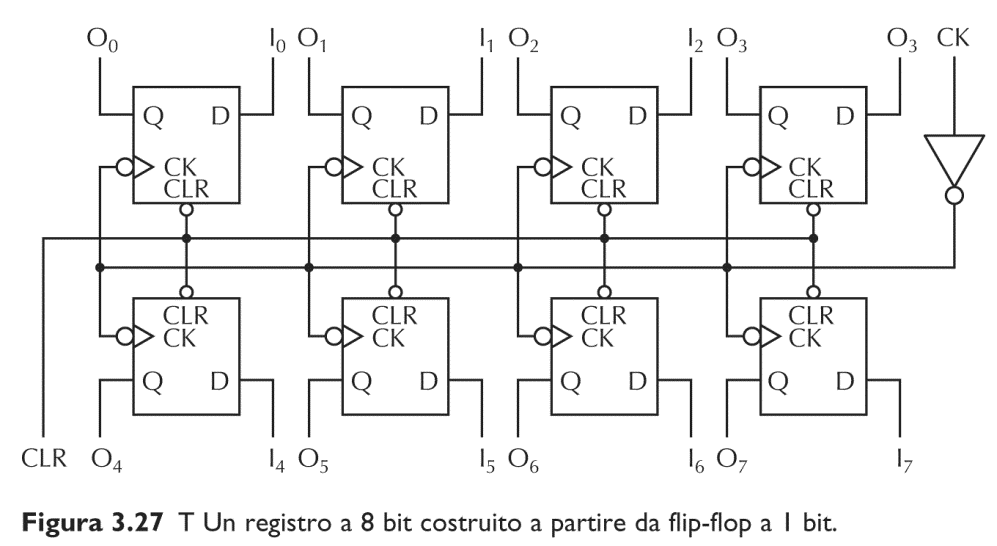 O₀ I₀ O₁ I₁ O₂ I₂ O₃ O₃ CK
Q D Q D Q D Q D
CK CK CK CK
CLR CLR CLR CLR
CLR CLR CLR CLR
CK CK CK CK
Q D Q D Q D Q D
CLR O₄ I₄ O₅ I₅ O₆ I₆ O₇ I₇
Figura 3.27 T Un registro a 8 bit costruito a partire da flip-flop a 1 bit.